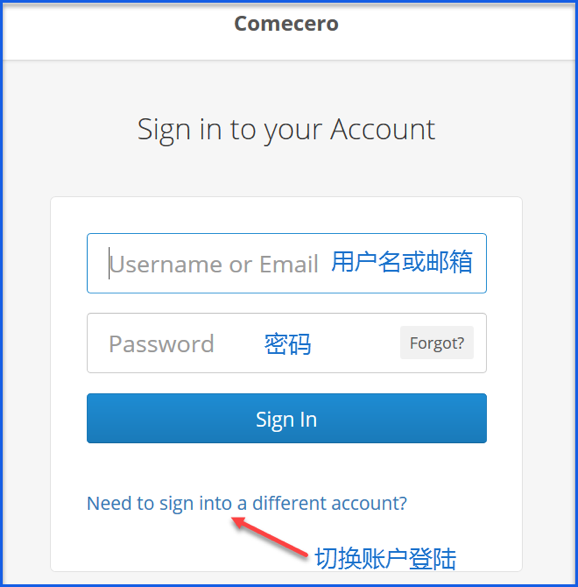 Comecero
Sign in to your Account
Username or Email 用户名或邮箱
Password 密码 Forgot?
Sign In
Need to sign into a different account?
切换账户登陆